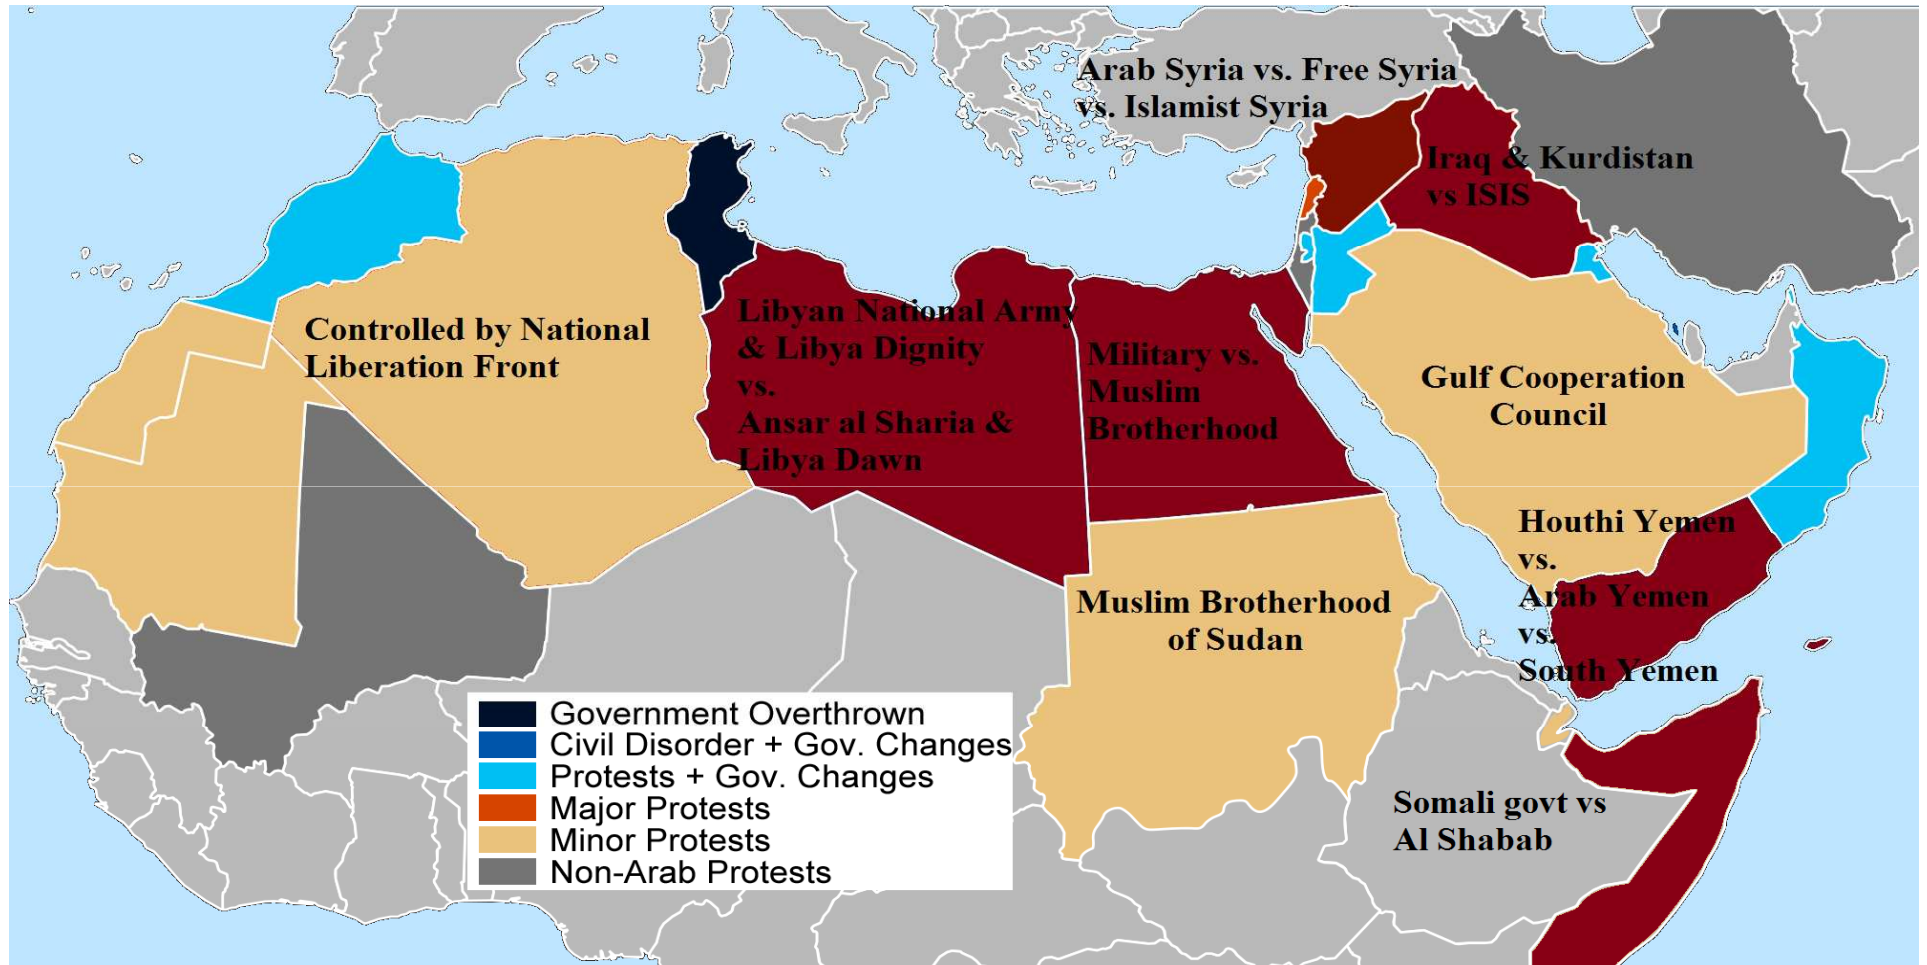 Arab Syria vs. Free Syria
vs. Islamist Syria
Iraq & Kurdistan
vs ISIS
Controlled by National
Liberation Front
Libyan National Army
& Libya Dignity
vs.
Ansar al Sharia &
Libya Dawn
Military vs.
Muslim
Brotherhood
Gulf Cooperation
Council
Houthi Yemen
vs.
Arab Yemen
vs.
South Yemen
Muslim Brotherhood
of Sudan
Somali govt vs
Al Shabab
Government Overthrown
Civil Disorder + Gov. Changes
Protests + Gov. Changes
Major Protests
Minor Protests
Non-Arab Protests